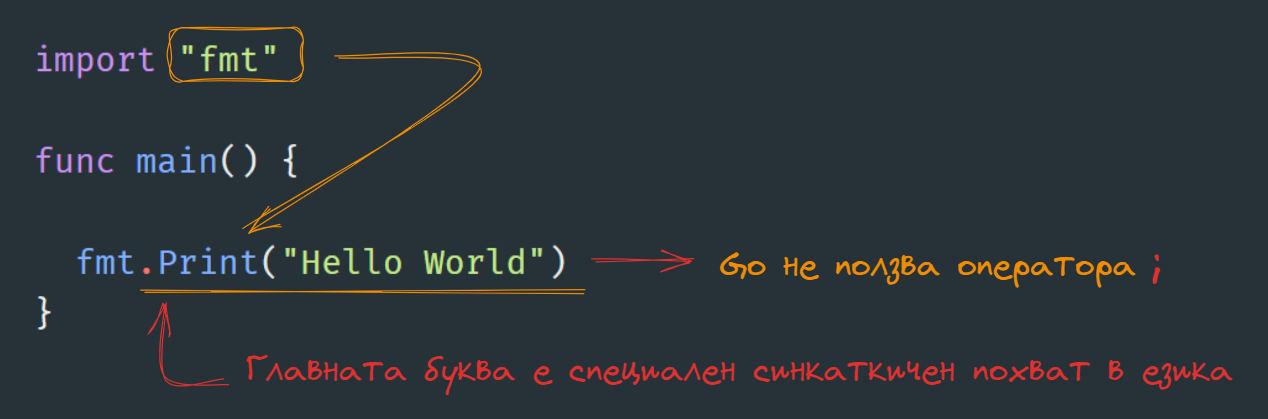 import "fmt"
func main() {
fmt.Print("Hello World")
Go не ползва оператора ;
}
Главната буква е специален синкаткичен похват в езика